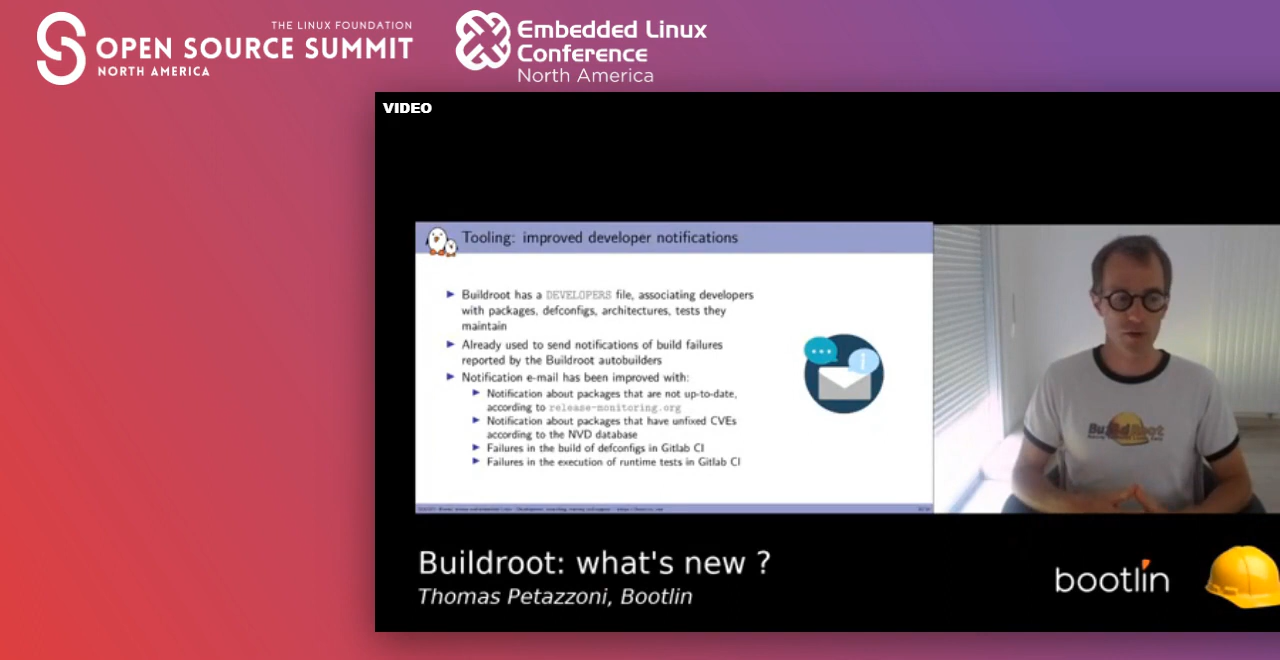 THE LINUX FOUNDATION
OPEN SOURCE SUMMIT
NORTH AMERICA
Embedded Linux
Conference
North America
VIDEO
Tooling: improved developer notifications
Buildroot has a DEVELOPERS file, associating developers
with packages, defconfigs, architectures, tests they
maintain
Already used to send notifications of build failures
reported by the Buildroot autobuilders
Notification e-mail has been improved with:
Notification about packages that are not up-to-date,
according to release-monitoring.org
Notification about packages that have unfixed CVEs
according to the NVD database
Failures in the build of defconfigs in Gitlab CI
Failures in the execution of runtime tests in Gitlab CI
BuildRoot
Buildroot: what's new ?
Thomas Petazzoni, Bootlin
bootlin